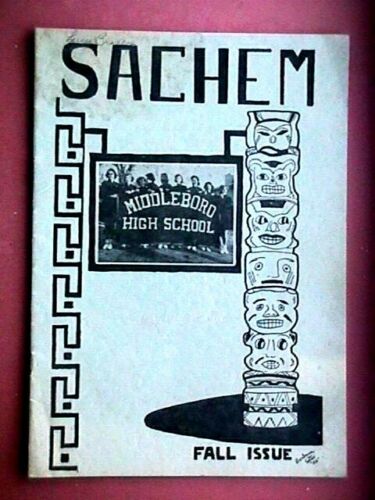 SACHEM
MIDDLEBORO
HIGH SCHOOL
FALL ISSUE